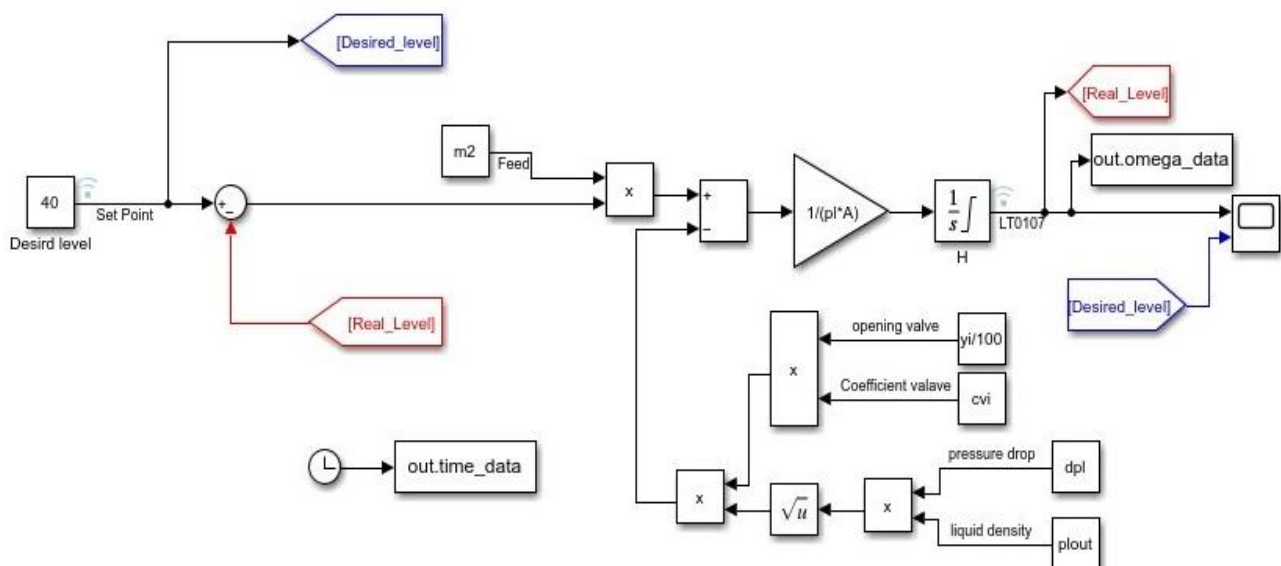 [Desired_level]
[Real_Level]
m2
Feed
out.omega_data
40
Set Point
+
−
x
+
−
1/(pl*A)
1
s
LT0107
Desird level
H
[Desired_level]
[Real_Level]
opening valve
yi/100
x
Coefficient valave
cvi
out.time_data
pressure drop
dpl
x
√u
x
liquid density
plout